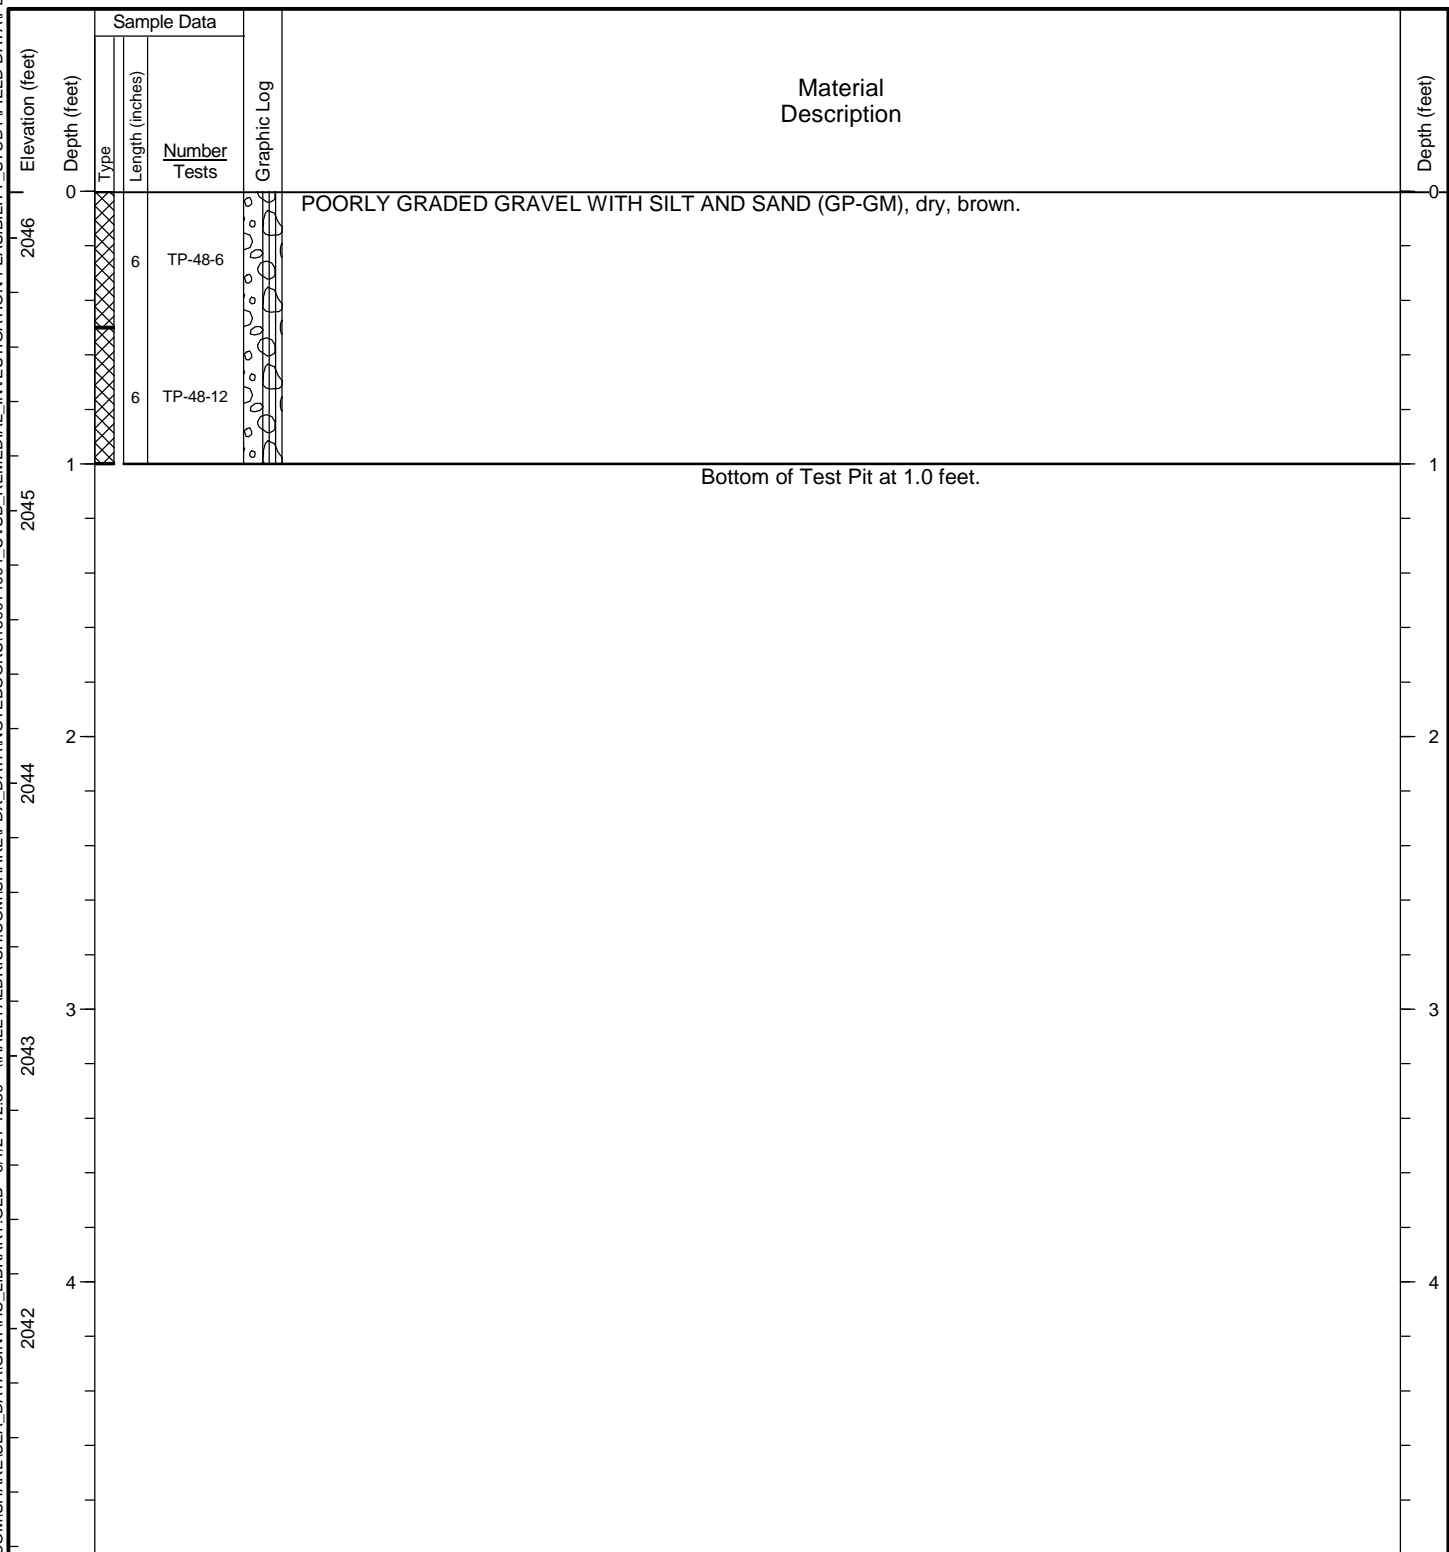 Sample Data
Elevation (feet)
Depth (feet)
Type
Length (inches)
Number
Tests
Graphic Log
Material
Description
Depth (feet)
0
POORLY GRADED GRAVEL WITH SILT AND SAND (GP-GM), dry, brown.
0
2046
6
TP-48-6
6
TP-48-12
1
1
Bottom of Test Pit at 1.0 feet.
2045
2
2
2044
3
3
2043
4
4
2042